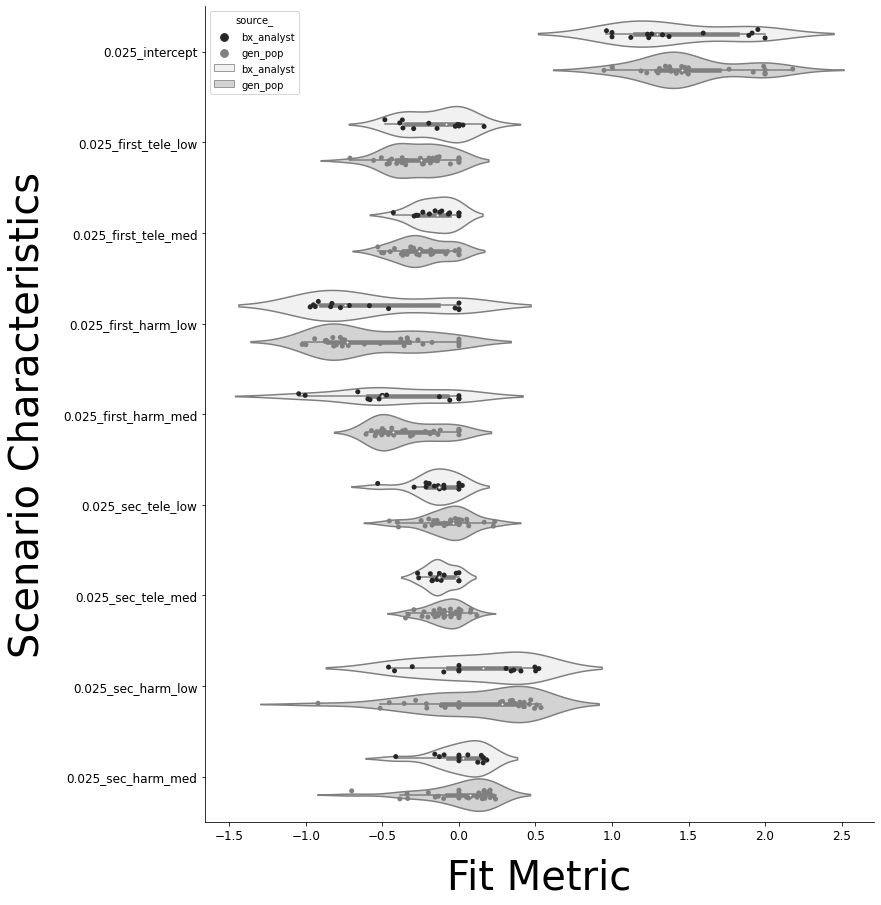 source_
bx_analyst
gen_pop
bx_analyst
gen_pop
0.025_intercept
0.025_first_tele_low
0.025_first_tele_med
0.025_first_harm_low
0.025_first_harm_med
0.025_sec_tele_low
0.025_sec_tele_med
0.025_sec_harm_low
0.025_sec_harm_med
Scenario Characteristics
−1.5 −1.0 −0.5 0.0 0.5 1.0 1.5 2.0 2.5
Fit Metric